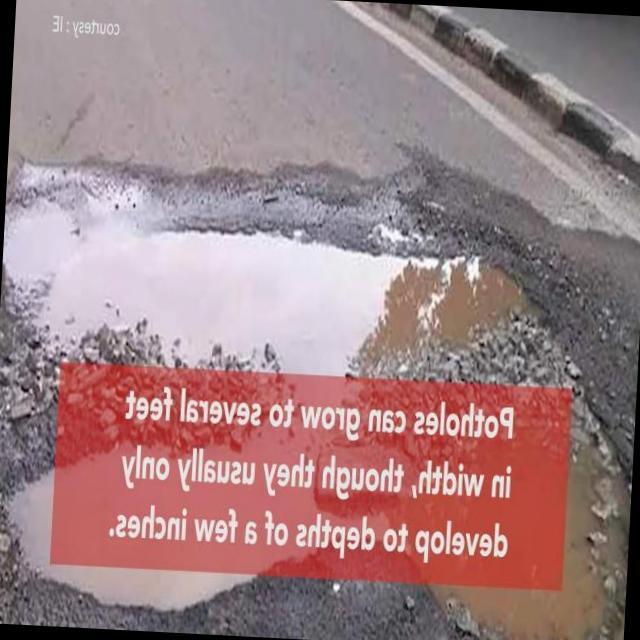 courtesy : IE
Potholes can grow to several feet
in width, though they usually only
develop to depths of a few inches.